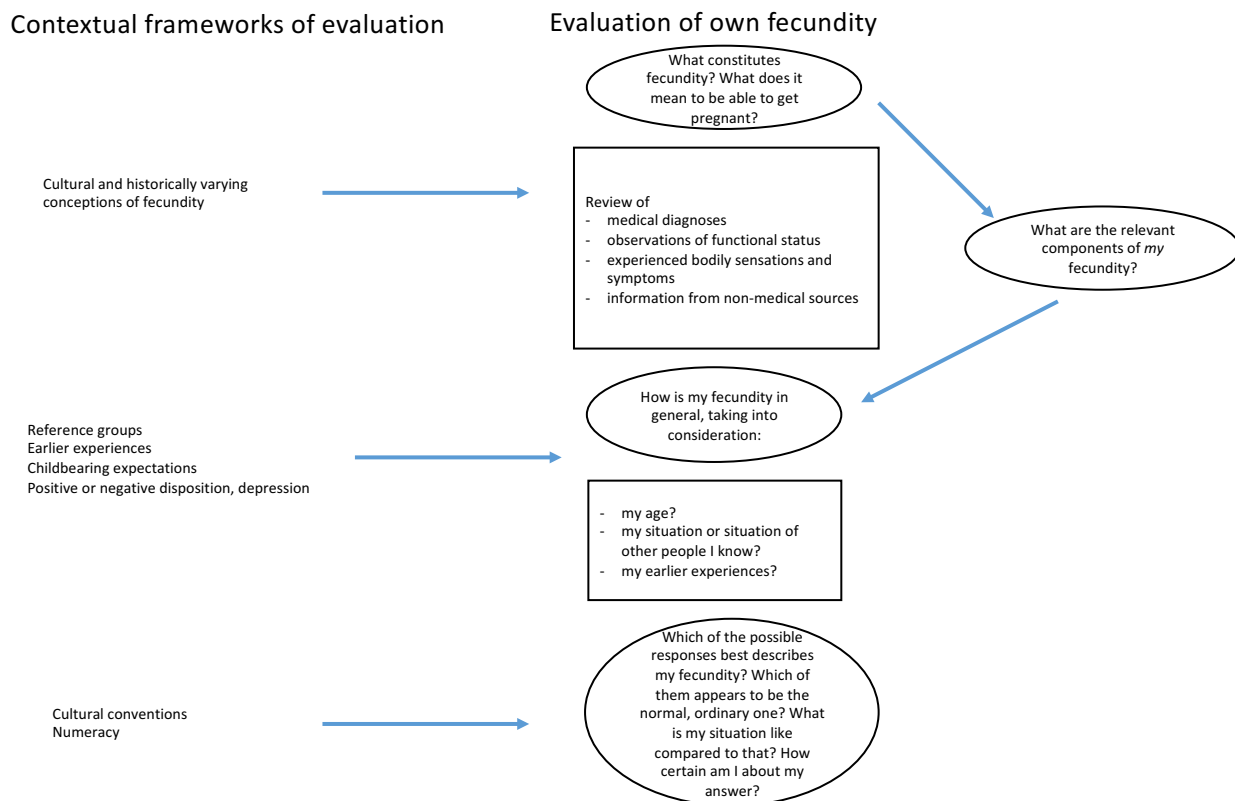 Contextual frameworks of evaluation
Evaluation of own fecundity
What constitutes
fecundity? What does it
mean to be able to get
pregnant?
Cultural and historically varying
conceptions of fecundity
Review of
- medical diagnoses
- observations of functional status
- experienced bodily sensations and
symptoms
- information from non-medical sources
What are the relevant
components of my
fecundity?
How is my fecundity in
general, taking into
consideration:
Reference groups
Earlier experiences
Childbearing expectations
Positive or negative disposition, depression
- my age?
- my situation or situation of
other people I know?
- my earlier experiences?
Which of the possible
responses best describes
my fecundity? Which of
them appears to be the
normal, ordinary one? What
is my situation like
compared to that? How
certain am I about my
answer?
Cultural conventions
Numeracy